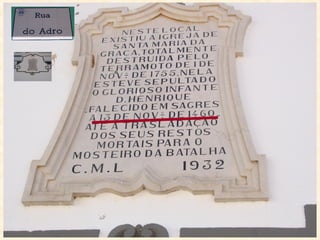 Rua
do Adro
NESTE LOCAL
EXISTIU A IGREJA DE
SANTA MARIA DA
GRAÇA, TOTALMENTE
DESTRUIDA PELO
TERRAMOTO DE 1 DE
NOVº DE 1755. NELA
ESTEVE SEPULTADO
O GLORIOSO INFANTE
D. HENRIQUE
FALECIDO EM SAGRES
A 13 DE NOVº DE 1460
ATÉ A TRASLADAÇÃO
DOS SEUS RESTOS
MORTAIS PARA O
MOSTEIRO DA BATALHA
C.M.L 1932